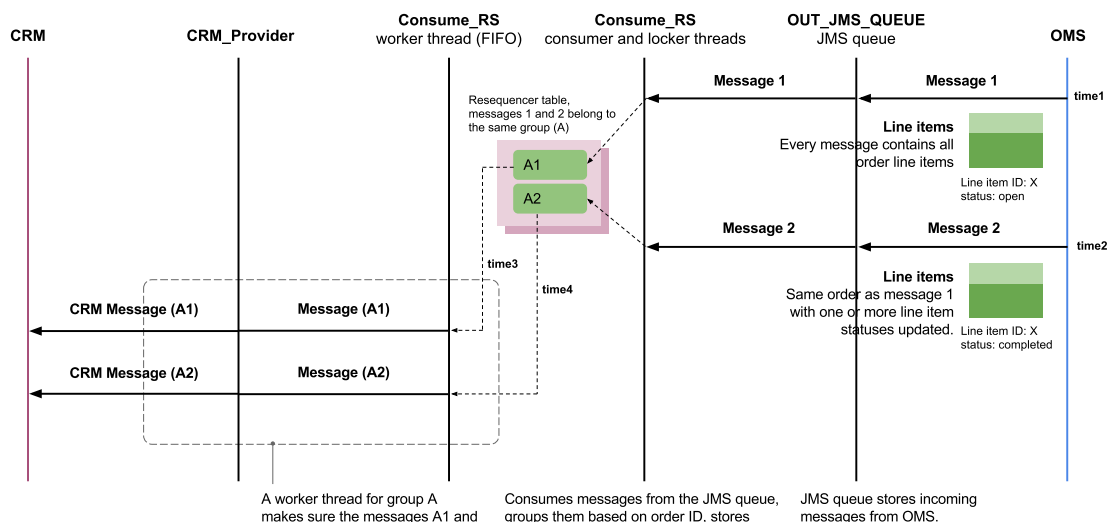 CRM
CRM_Provider
Consume_RS
worker thread (FIFO)
Consume_RS
consumer and locker threads
OUT_JMS_QUEUE
JMS queue
OMS
Message 1
Message 1
time1
Resequencer table,
messages 1 and 2 belong to
the same group (A)
A1
A2
Line items
Every message contains all
order line items
Line item ID: X
status: open
Message 2
Message 2
time2
Line items
Same order as message 1
with one or more line item
statuses updated.
Line item ID: X
status: completed
time3
time4
CRM Message (A1)
Message (A1)
CRM Message (A2)
Message (A2)
A worker thread for group A
makes sure the messages A1 and
Consumes messages from the JMS queue,
groups them based on order ID, stores
JMS queue stores incoming
messages from OMS.